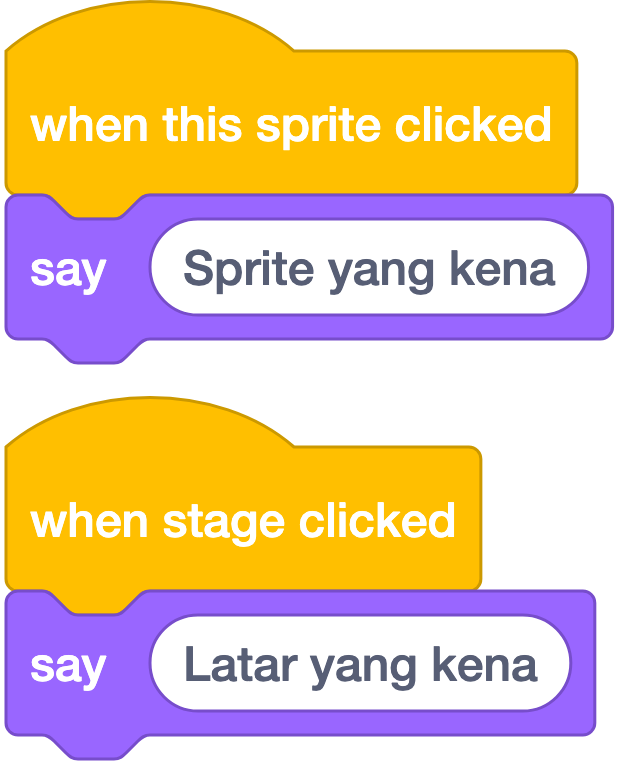 when this sprite clicked
say Sprite yang kena
when stage clicked
say Latar yang kena